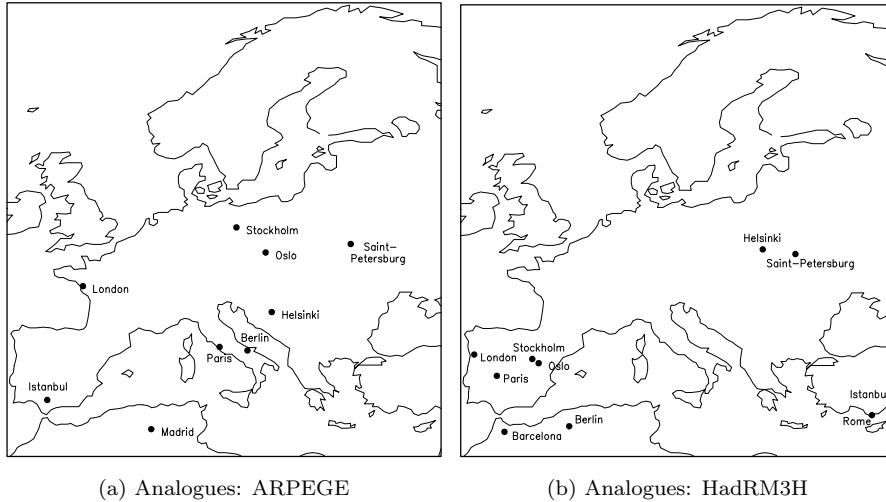 Stockholm
Oslo
Saint-
Petersburg
London
Helsinki
Berlin
Paris
Istanbul
Madrid
(a) Analogues: ARPEGE
Helsinki
Saint-Petersburg
Stockholm
London
Oslo
Paris
Istanbu
Rome
Berlin
Barcelona
(b) Analogues: HadRM3H